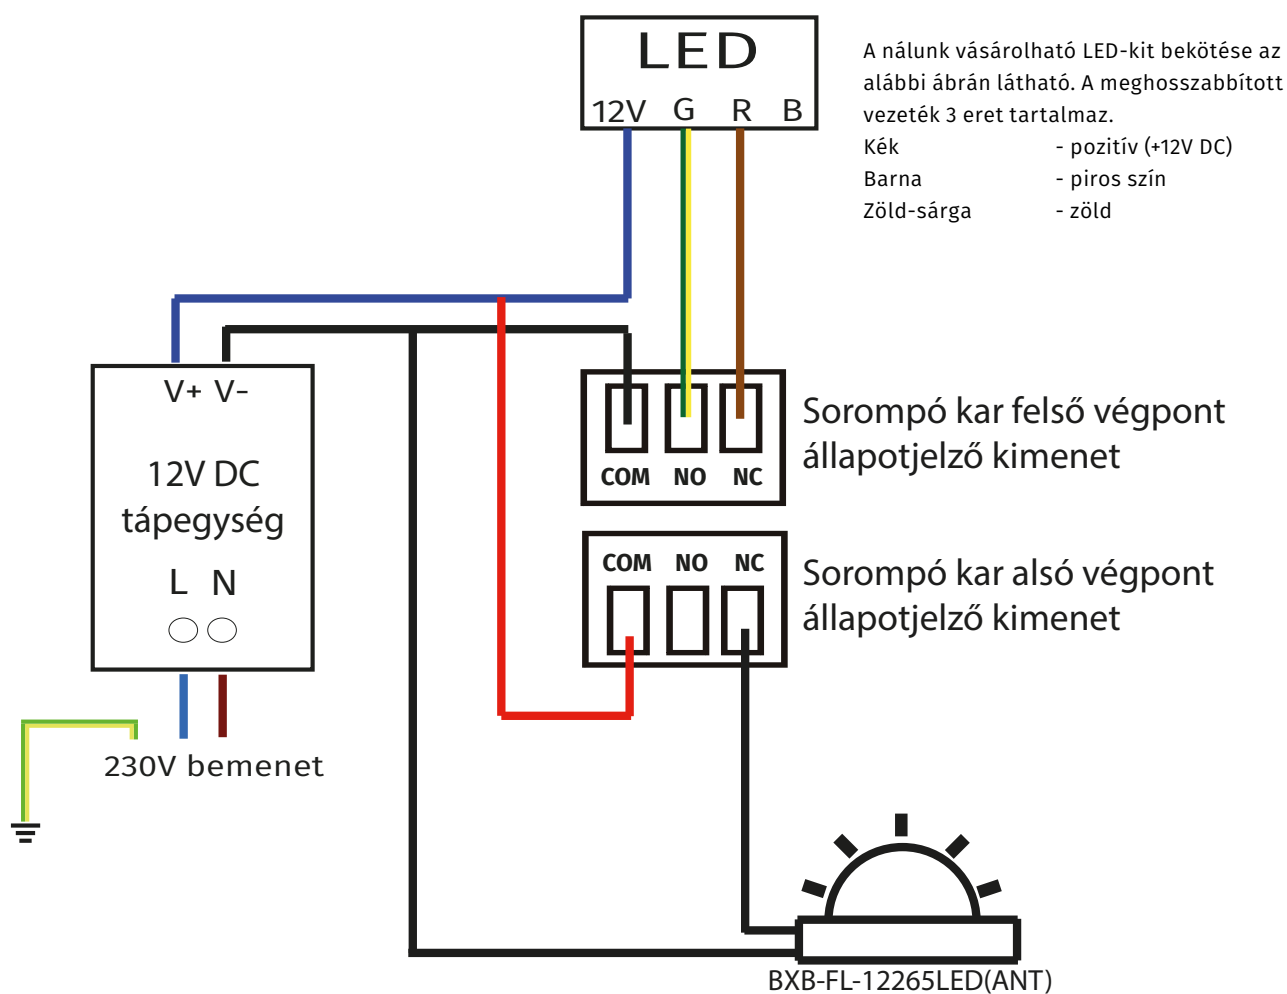 LED
12V G R B
A nálunk vásárolható LED-kit bekötése az
alábbi ábrán látható. A meghosszabbított
vezeték 3 eret tartalmaz.
Kék - pozitív (+12V DC)
Barna - piros szín
Zöld-sárga - zöld
V+ V-
12V DC
tápegység
L N
230V bemenet
COM NO NC
Sorompó kar felső végpont
állapotjelző kimenet
COM NO NC
Sorompó kar alsó végpont
állapotjelző kimenet
BXB-FL-12265LED(ANT)